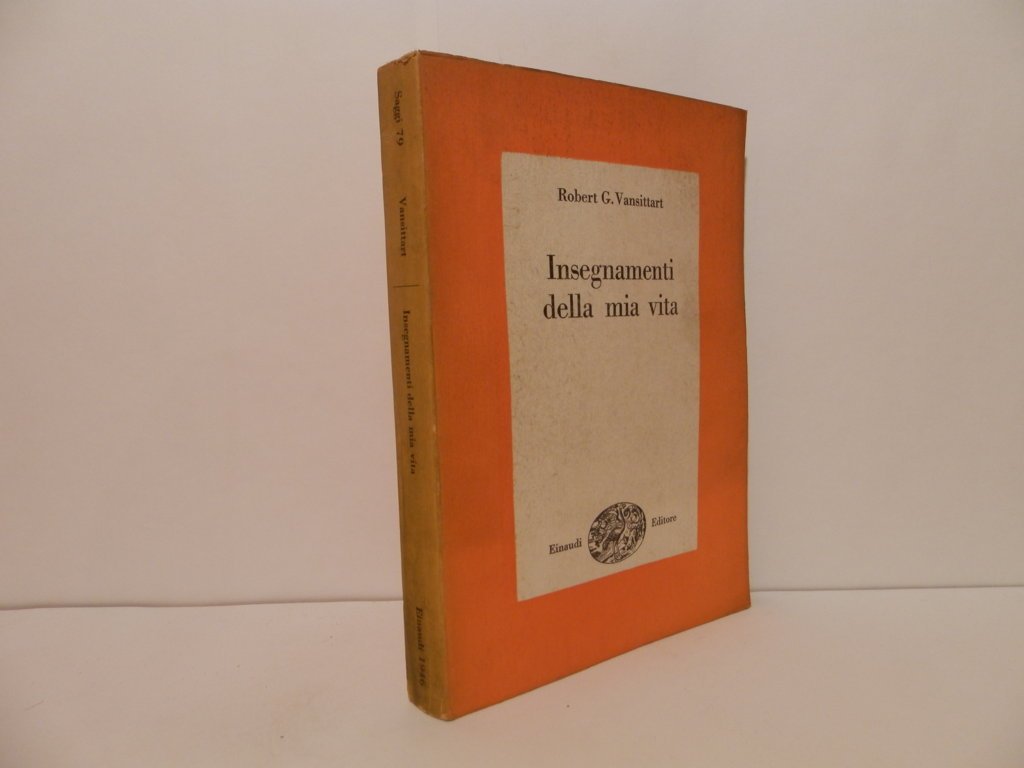 Robert G. Vansittart
Insegnamenti
della mia vita
Einaudi Editore
Saggi 79 Vansittart Insegnamenti della mia vita Einaudi 1946